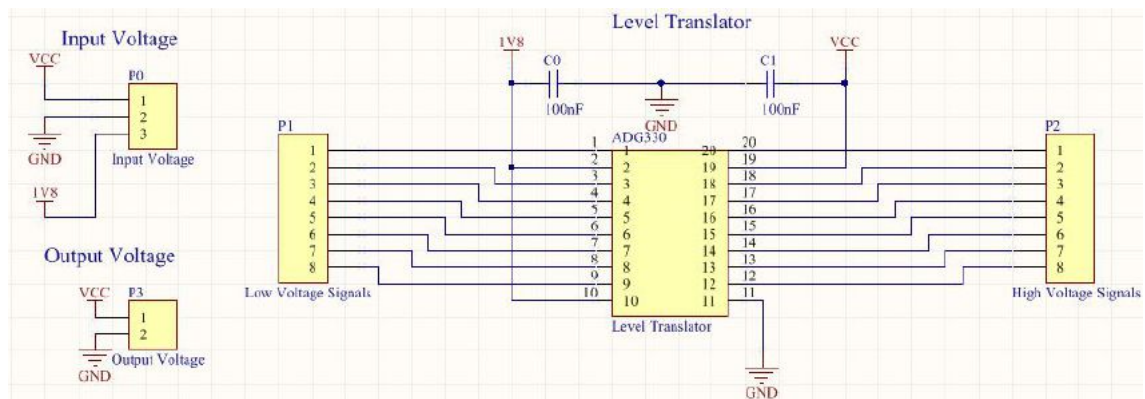 Input Voltage
VCC
P0
1
2
3
GND
Input Voltage
1V8
Output Voltage
VCC
P3
1
2
GND
Output Voltage
Level Translator
1V8
C0
100nF
C1
100nF
VCC
GND
ADG330
P1
1
2
3
4
5
6
7
8
Low Voltage Signals
1
2
3
4
5
6
7
8
9
10
1
2
3
4
5
6
7
8
9
10
20
19
18
17
16
15
14
13
12
11
20
19
18
17
16
15
14
13
12
11
Level Translator
GND
P2
1
2
3
4
5
6
7
8
High Voltage Signals